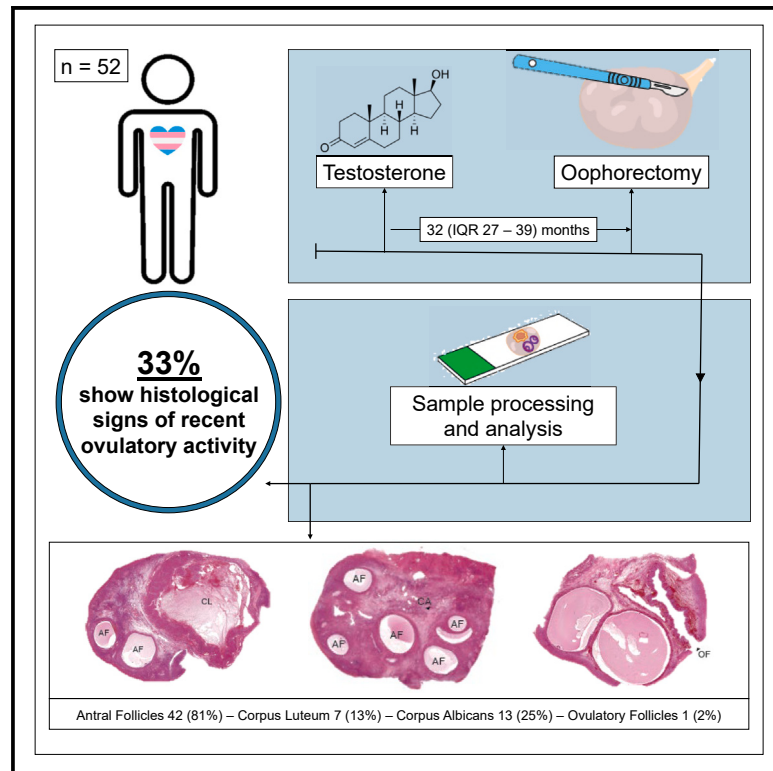 n = 52
OH
H
H
H
O
Testosterone
Oophorectomy
32 (IQR 27 – 39) months
33%
show histological
signs of recent
ovulatory activity
Sample processing
and analysis
CL
AF
AF
AF
CA
AF
AF
AF
AF
OF
Antral Follicles 42 (81%) – Corpus Luteum 7 (13%) – Corpus Albicans 13 (25%) – Ovulatory Follicles 1 (2%)